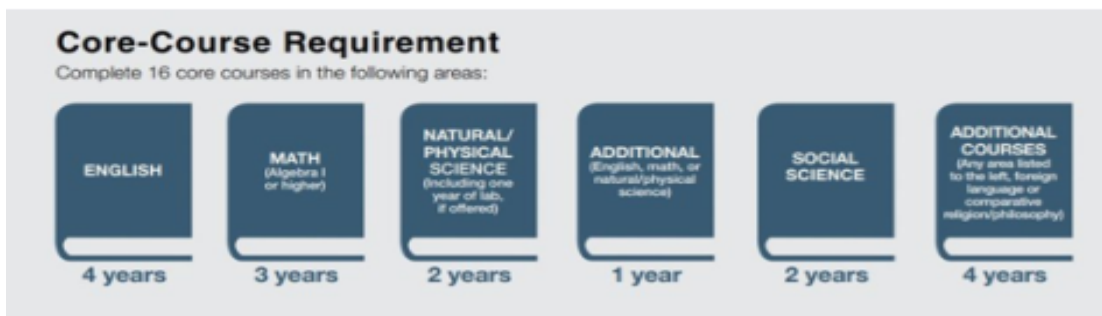 Core-Course Requirement
Complete 16 core courses in the following areas:
ENGLISH
4 years
MATH
(Algebra I
or higher)
3 years
NATURAL/
PHYSICAL
SCIENCE
(Including one
year of lab,
if offered)
2 years
ADDITIONAL
(English, math, or
natural/physical
science)
1 year
SOCIAL
SCIENCE
2 years
ADDITIONAL
COURSES
(Any area listed
to the left, foreign
language or
comparative
religion/philosophy)
4 years